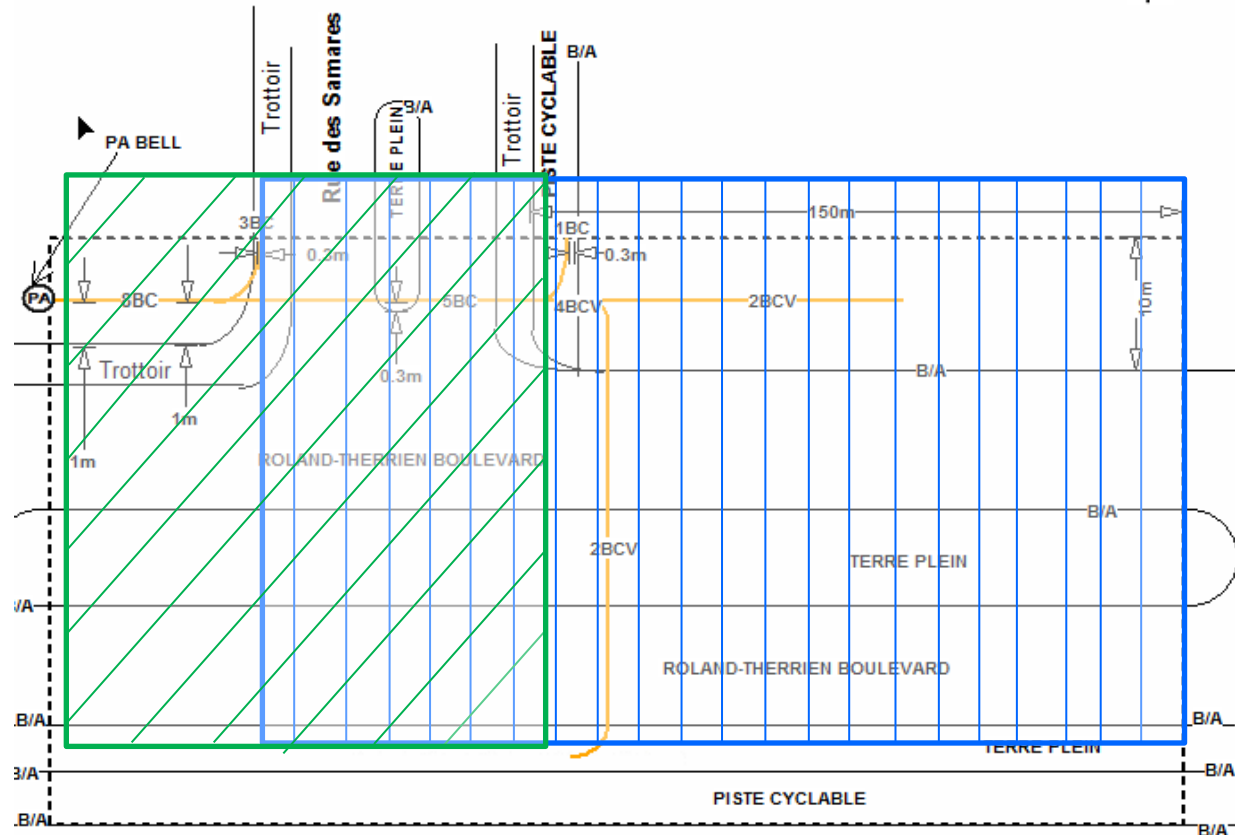 Trottoir
Rue des Samares
B/A
TERRE PLEIN
Trottoir
PISTE CYCLABLE
B/A
PA BELL
3BC
0.3m
1BC
0.3m
150m
PA
8BC
5BC
4BCV
2BCV
10m
Trottoir
0.3m
B/A
1m
1m
ROLAND-THERRIEN BOULEVARD
B/A
2BCV
TERRE PLEIN
B/A
ROLAND-THERRIEN BOULEVARD
B/A
B/A
TERRE PLEIN
B/A
B/A
PISTE CYCLABLE
B/A
B/A